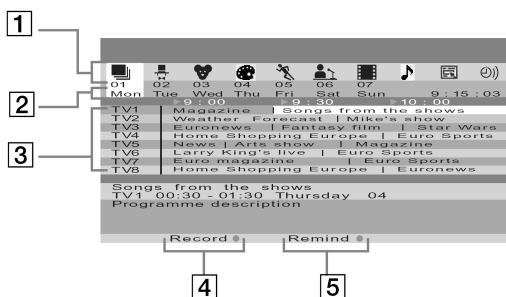 1
01 02 03 04 05 06 07
2
Mon Tue Wed Thu Fri Sat Sun 9:15:03
9:00 9:30 10:00
TV1 Magazine | Songs from the shows
TV2 Weather Forecast | Mike's show
TV3 Euronews | Fantasy film | Star Wars
TV4 Home Shopping Europe | Euro Sports
3
TV5 News | Arts show | Magazine
TV6 Larry King's live | Euro Sports
TV7 Euro magazine | Euro Sports
TV8 Home Shopping Europe | Euronews
Songs from the shows
TV1 00:30 - 01:30 Thursday 04
Programme description
Record Remind
4 5